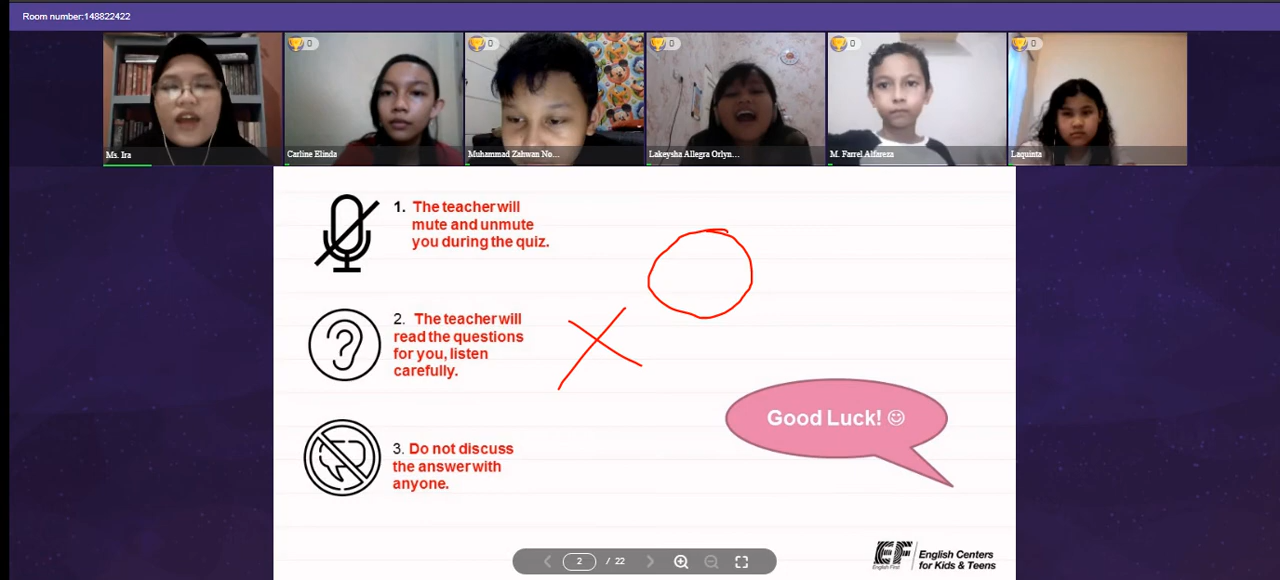 Room number:148822422
0
0
0
0
0
Ms. Ira
Carline Elinda
Muhammad Zahwan No...
Lakeysha Allegra Orlyn...
M. Farrel Alfareza
Laquinta
1. The teacher will
mute and unmute
you during the quiz.
2. The teacher will
read the questions
for you, listen
carefully.
3. Do not discuss
the answer with
anyone.
Good Luck! ☺
2 / 22
EF
English First
English Centers
for Kids & Teens